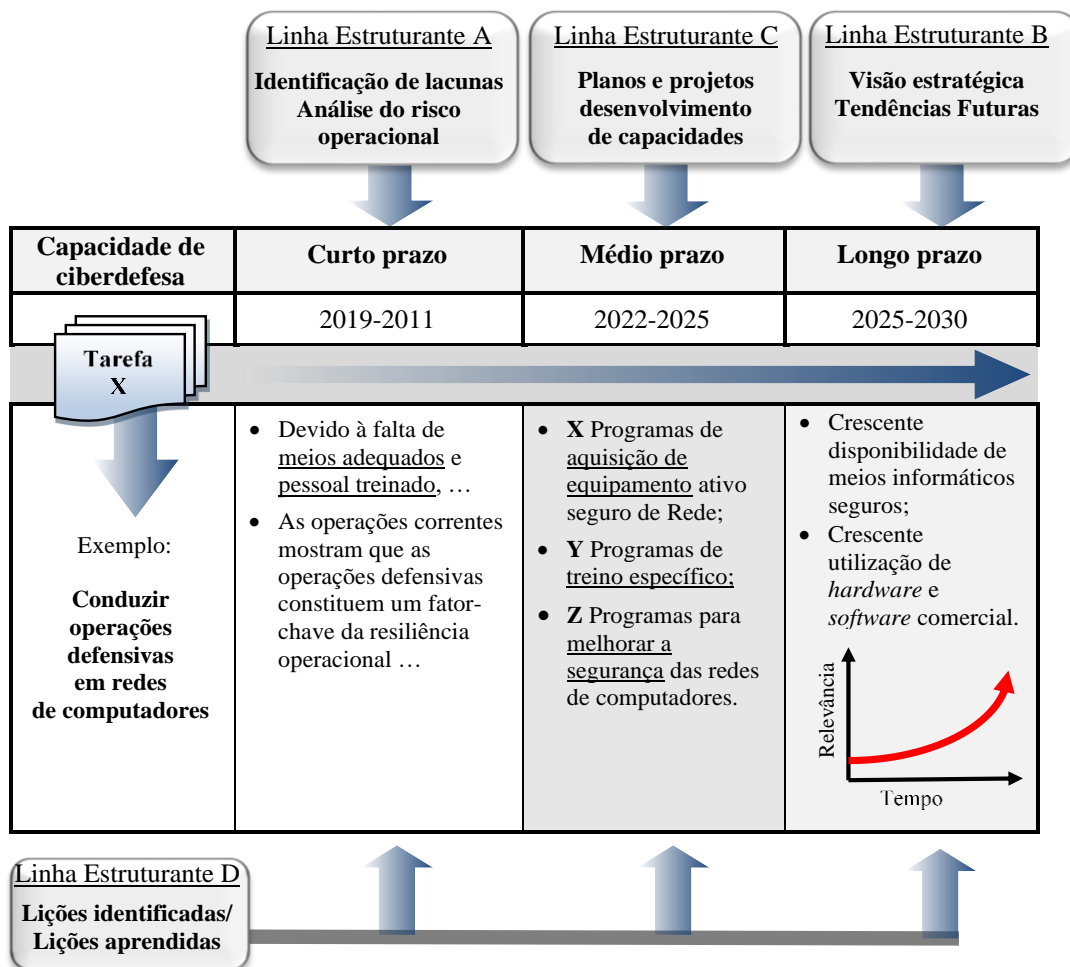 Linha Estruturante A
Identificação de lacunas
Análise do risco
operacional
Linha Estruturante C
Planos e projetos
desenvolvimento
de capacidades
Linha Estruturante B
Visão estratégica
Tendências Futuras
Capacidade de
ciberdefesa
Curto prazo
Médio prazo
Longo prazo
2019-2011
2022-2025
2025-2030
Tarefa
X
Exemplo:
Conduzir
operações
defensivas
em redes
de computadores
• Devido à falta de
meios adequados e
pessoal treinado, …
• As operações correntes
mostram que as
operações defensivas
constituem um fator-
chave da resiliência
operacional …
• X Programas de
aquisição de
equipamento ativo
seguro de Rede;
• Y Programas de
treino específico;
• Z Programas para
melhorar a
segurança das redes
de computadores.
• Crescente
disponibilidade de
meios informáticos
seguros;
• Crescente
utilização de
hardware e
software comercial.
Relevância
Tempo
Linha Estruturante D
Lições identificadas/
Lições aprendidas